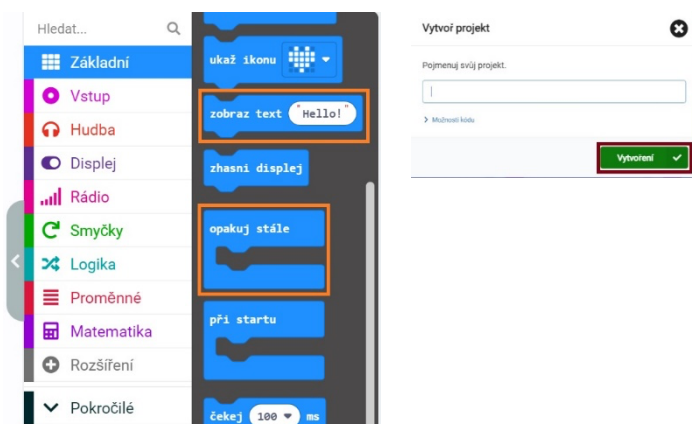 Hledat...
Základní
Vstup
Hudba
Displej
Rádio
Smyčky
Logika
Proměnné
Matematika
Rozšíření
Pokročilé
ukaž ikonu
zobraz text "Hello!"
zhasni displej
opakuj stále
při startu
čekej 100 ms
Vytvoř projekt
Pojmenuj svůj projekt.
Možnosti kódu
Vytvoření